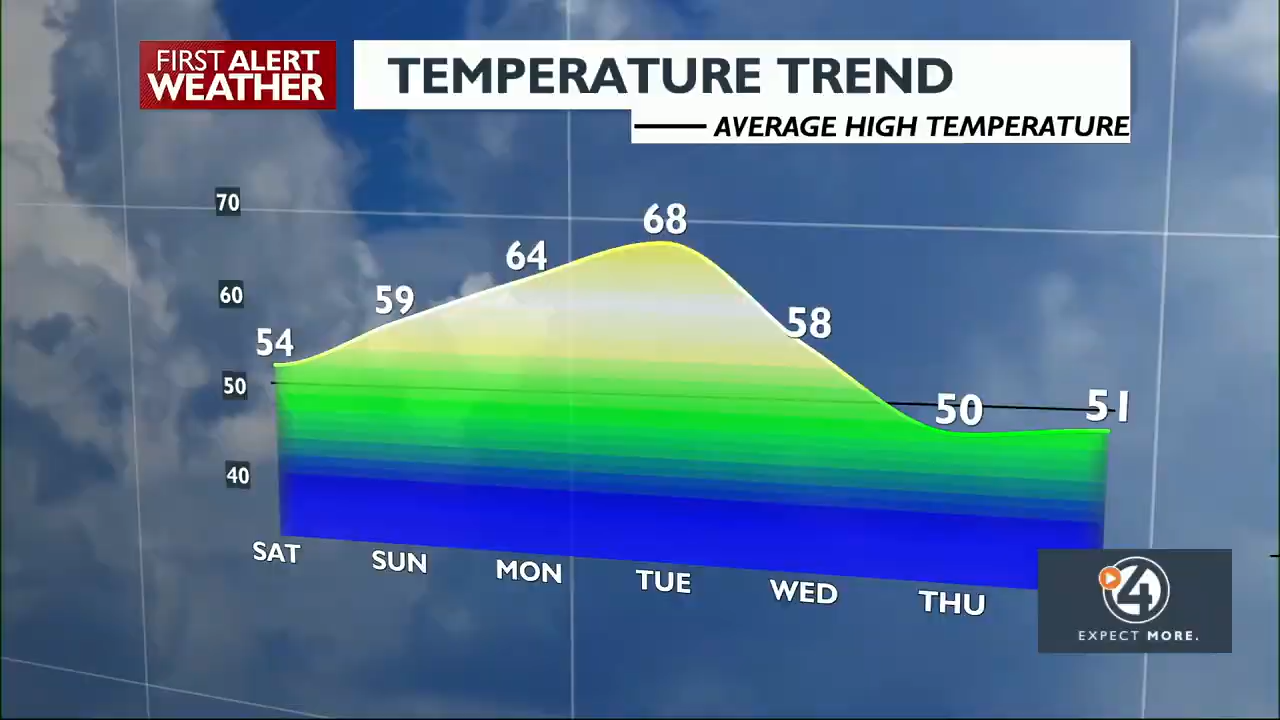 FIRST ALERT
WEATHER
TEMPERATURE TREND
AVERAGE HIGH TEMPERATURE
70
68
64
60
59
58
54
50
50
51
40
SAT
SUN
MON
TUE
WED
THU
4
EXPECT MORE.